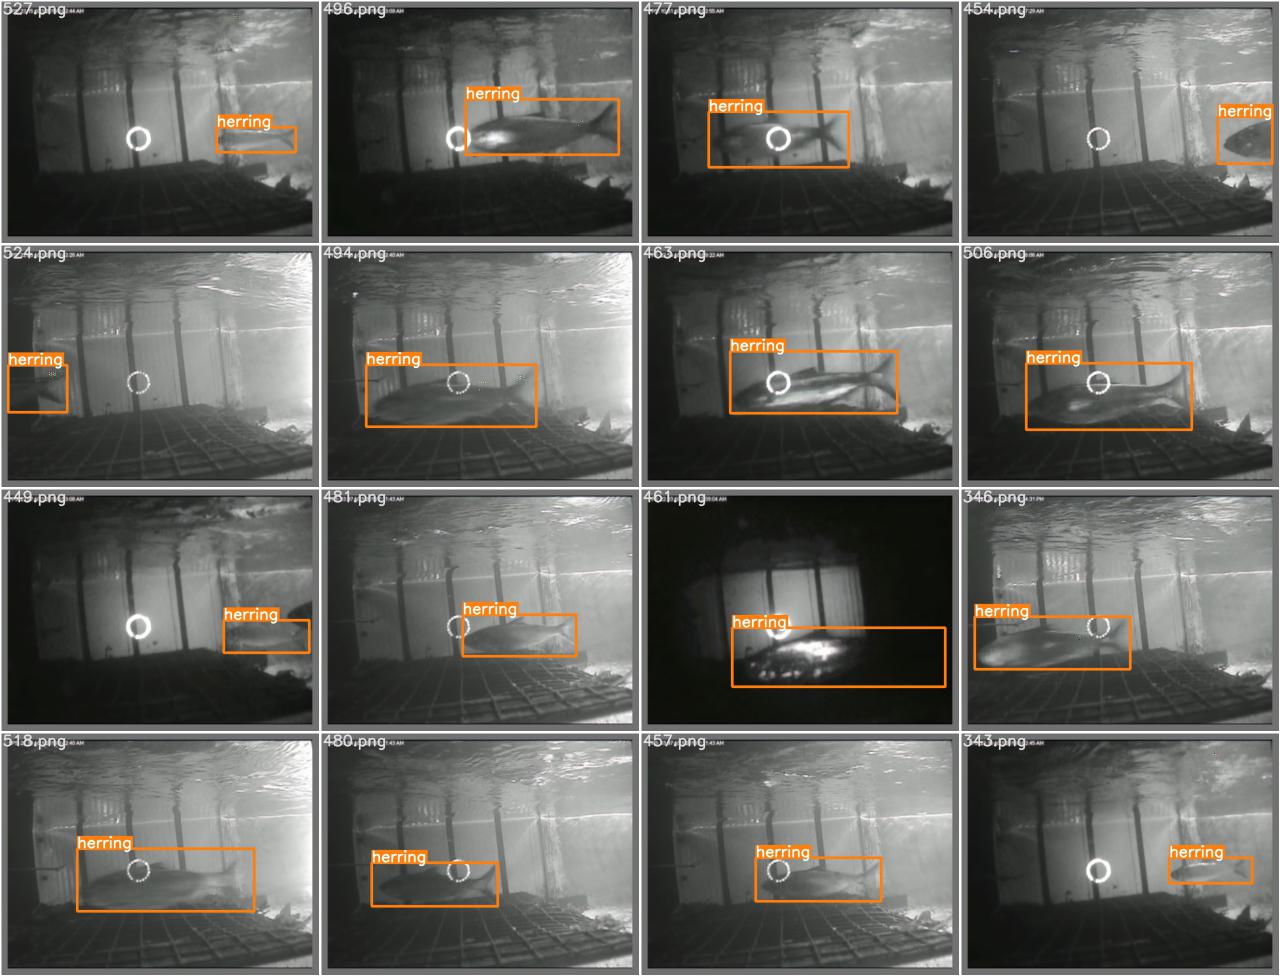 527.png
496.png
477.png
454.png
herring
herring
herring
herring
524.png
494.png
463.png
506.png
herring
herring
herring
herring
449.png
481.png
461.png
346.png
herring
herring
herring
herring
518.png
480.png
457.png
343.png
herring
herring
herring
herring